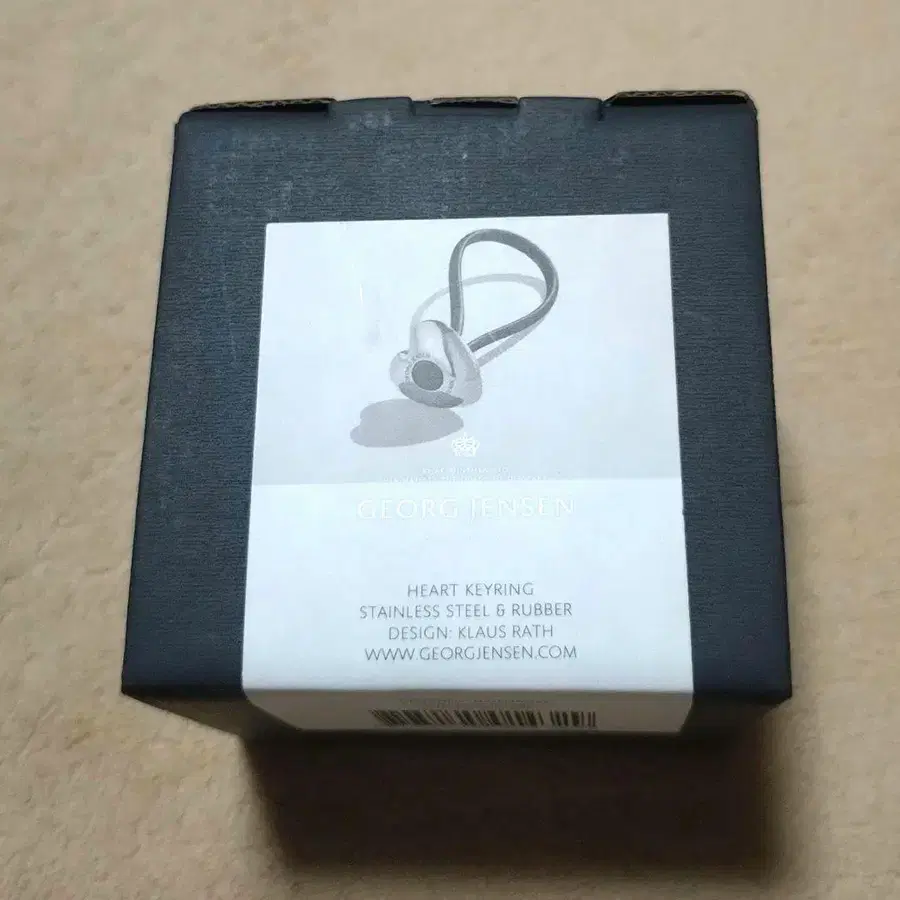 GEORG JENSEN
HEART KEYRING
STAINLESS STEEL & RUBBER
DESIGN: KLAUS RATH
WWW.GEORGJENSEN.COM